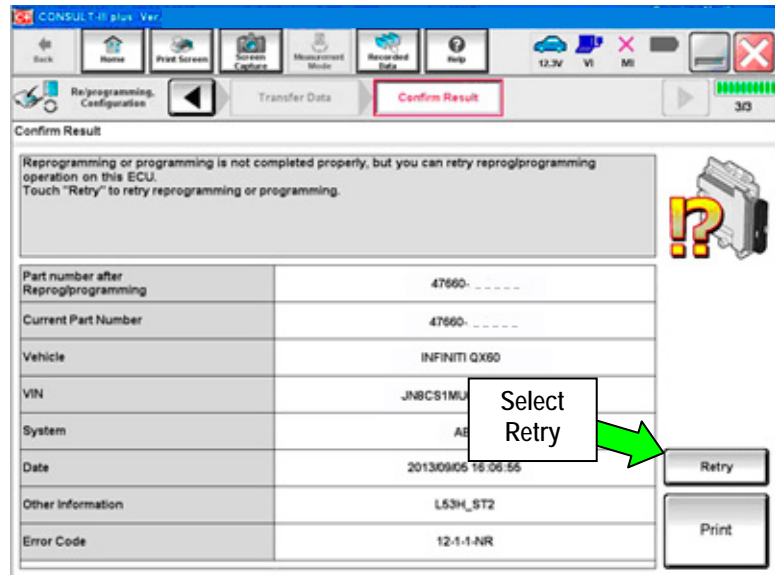 CONSULT-III plus Ver.
Back
Home
Print Screen
Screen
Capture
Measurement
Mode
Recorded
Data
Help
12.3V
VI
MI
Re/programming,
Configuration
Transfer Data
Confirm Result
3/3
Confirm Result
Reprogramming or programming is not completed properly, but you can retry reprog/programming
operation on this ECU.
Touch "Retry" to retry reprogramming or programming.
!?
Part number after
Reprog/programming
47660- _ _ _ _ _
Current Part Number
47660- _ _ _ _ _
Vehicle
INFINITI QX60
VIN
JN8CS1MU
Select
Retry
System
Date
2013/09/05 16:06:55
Retry
Other Information
L53H_ST2
Print
Error Code
12-1-1-NR